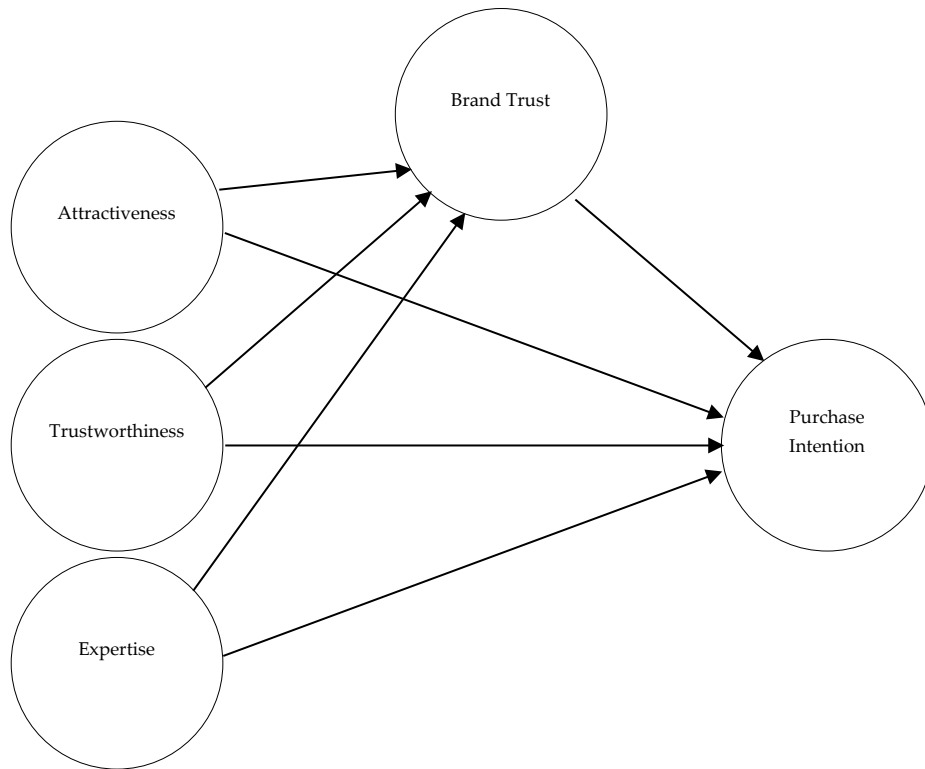 Brand Trust
Attractiveness
Trustworthiness
Purchase
Intention
Expertise